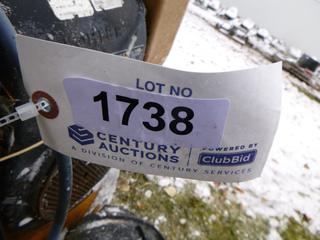 LOT NO
1738
CENTURY AUCTIONS
POWERED BY ClubBid
A DIVISION OF CENTURY SERVICES